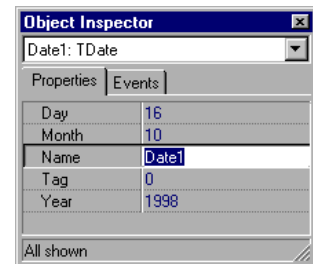 Object Inspector
Date1: TDate
Properties Events
Day 16
Month 10
Name Date1
Tag 0
Year 1998
All shown